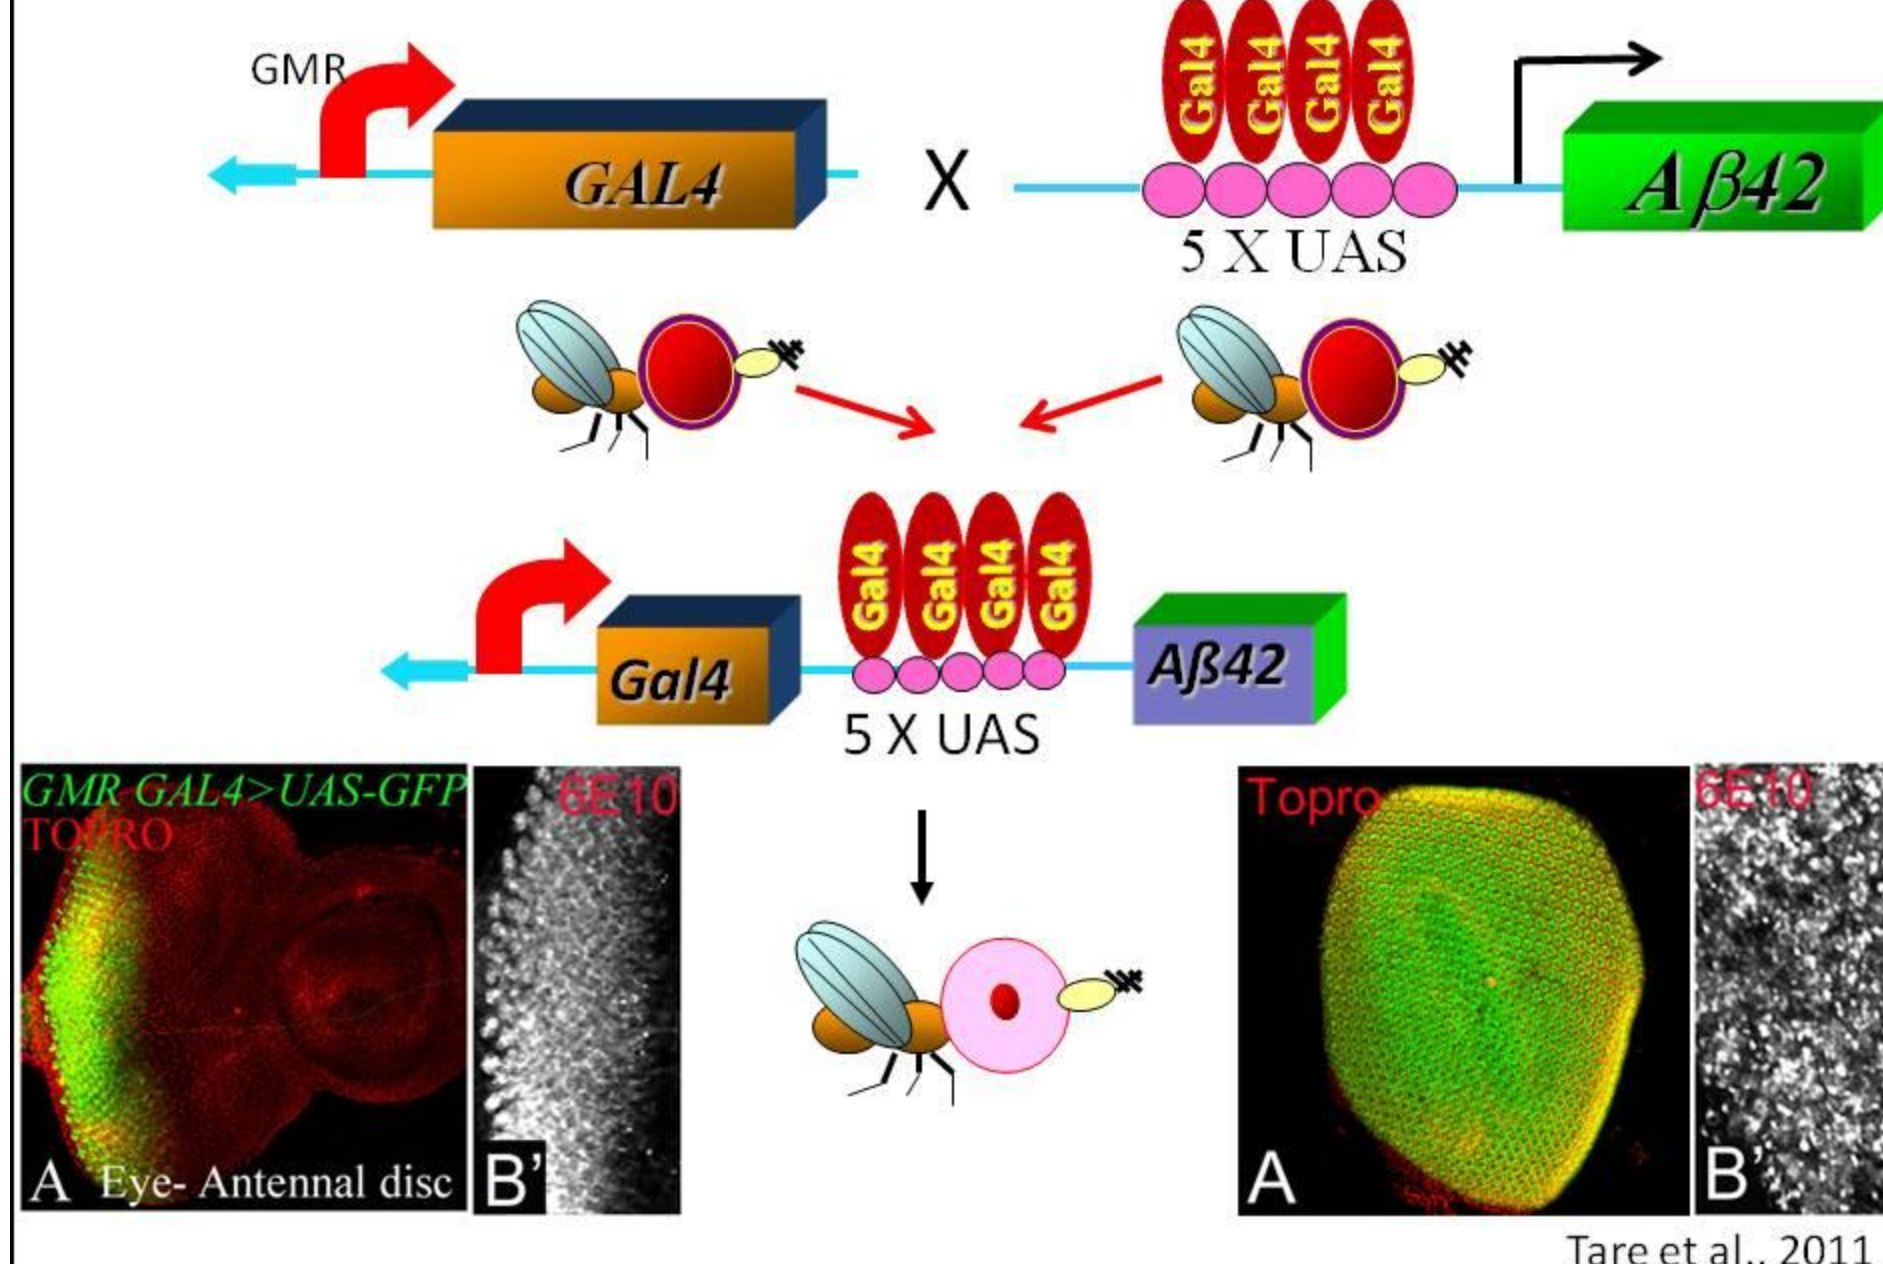 GMR
GAL4
X
Gal4 Gal4 Gal4 Gal4
Aβ42
5 X UAS
Gal4 Gal4 Gal4 Gal4
Gal4
Aß42
5 X UAS
GMR GAL4>UAS-GFP
TOPRO
A Eye- Antennal disc
6E10
B’
Topro
A
6E10
B’
Tare et al., 2011